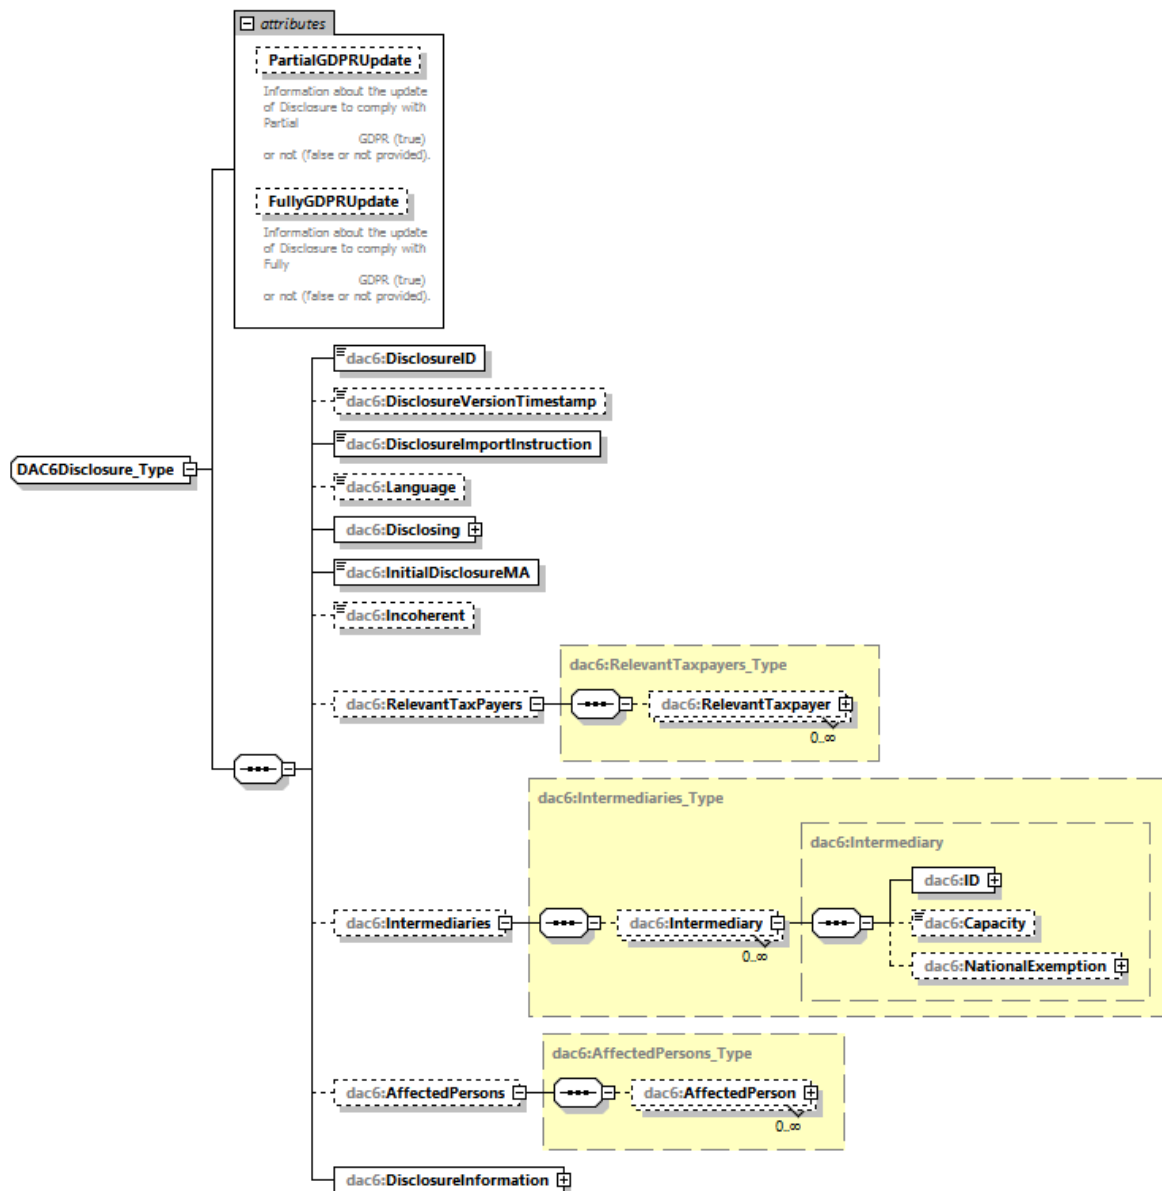 attributes
PartialGDPRUpdate
Information about the update
of Disclosure to comply with
Partial
GDPR (true)
or not (false or not provided).
FullyGDPRUpdate
Information about the update
of Disclosure to comply with
Fully
GDPR (true)
or not (false or not provided).
DAC6Disclosure_Type
dac6:DisclosureID
dac6:DisclosureVersionTimestamp
dac6:DisclosureImportInstruction
dac6:Language
dac6:Disclosing
dac6:InitialDisclosureMA
dac6:Incoherent
dac6:RelevantTaxpayers_Type
dac6:RelevantTaxPayers
dac6:RelevantTaxpayer
0..∞
dac6:Intermediaries_Type
dac6:Intermediary
dac6:ID
dac6:Intermediaries
dac6:Intermediary
dac6:Capacity
0..∞
dac6:NationalExemption
dac6:AffectedPersons_Type
dac6:AffectedPersons
dac6:AffectedPerson
0..∞
dac6:DisclosureInformation